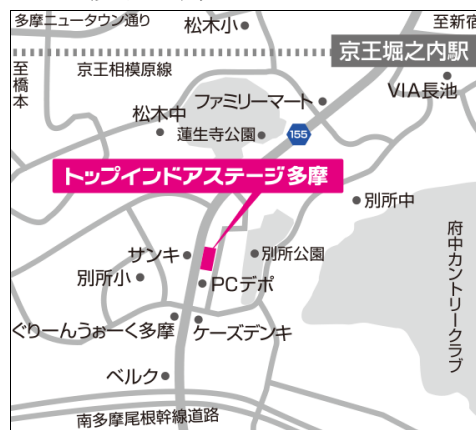 多摩ニュータウン通り
松木小
至新宿
京王堀之内駅
至橋本
京王相模原線
VIA長池
ファミリーマート
松木中
蓮生寺公園
155
トップインドアステージ多摩
別所中
サンキ
別所公園
別所小
PCデポ
府中カントリークラブ
ぐりーんうぉーく多摩
ケーズデンキ
ベルク
南多摩尾根幹線道路